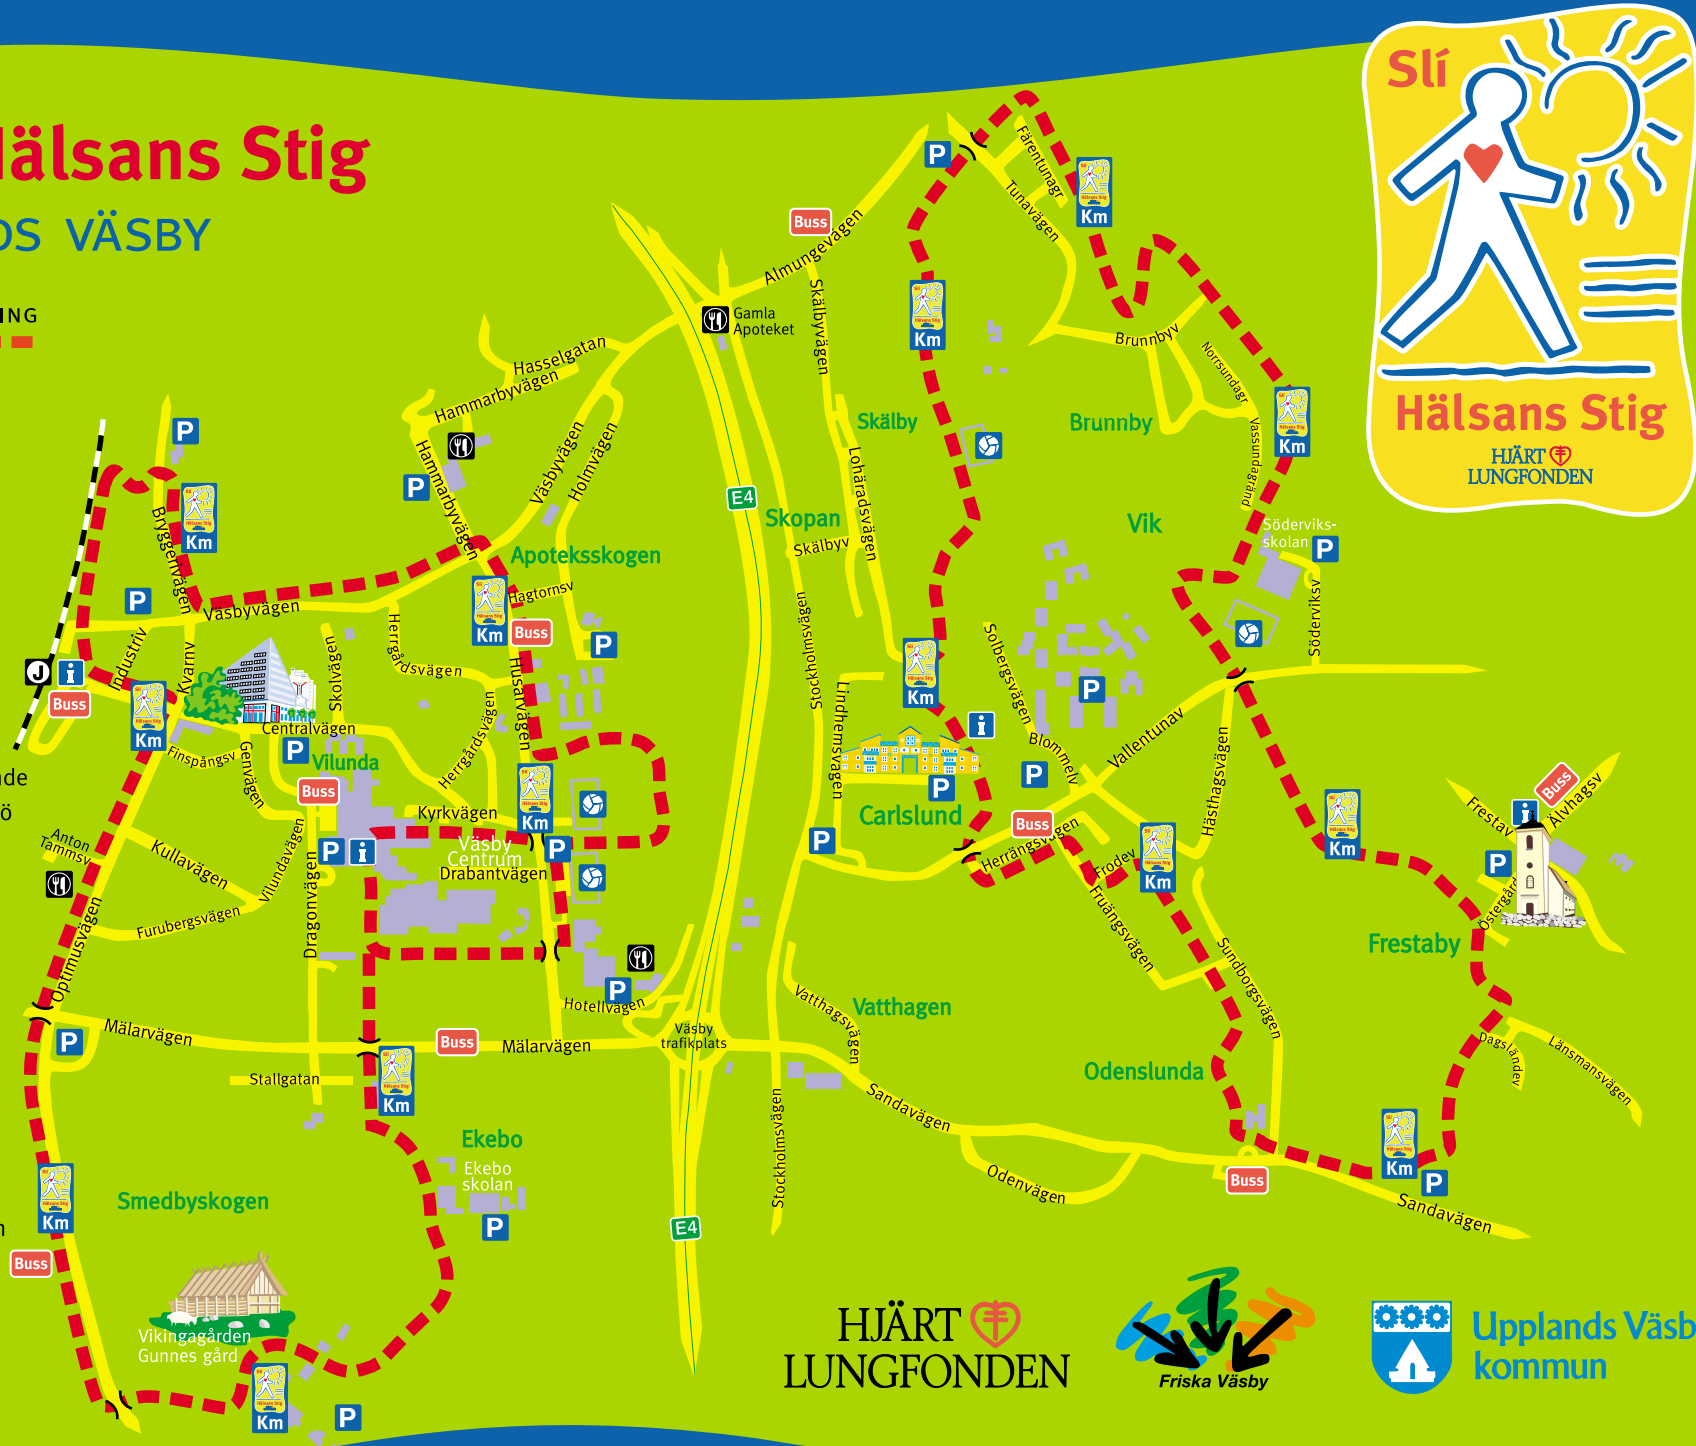 Hälsans Stig
DS VÄSBY
ING
Slí
Hälsans Stig
HJÄRT
LUNGFONDEN
P
Färentunagr
Km
Tunavägen
Buss
Almungevägen
Skälbyvägen
Km
Gamla
Apoteket
Brunnbyv
Norrsundagr
Hasselgatan
Hammarbyvägen
Skälby
Brunnby
Vassundagränd
Km
P
Hammarbyvägen
P
Väsbyvägen
Holmvägen
Loháradsvägen
E4
Skopan
Vik
Söderviks-
skolan
P
Bryggerivägen
Km
Apoteksskogen
Skälbyv
Hagtornsv
Söderviksv
P
Väsbyvägen
Km
Buss
P
Stockholmsvägen
Solbergsvägen
Industriv
Kvarnv
Skolvägen
Herrgårdsvägen
Husarvägen
Km
P
J
i
Buss
Km
Centralvägen
P
Vilunda
Finspångsv
Genvägen
Herrgårdsvägen
Lindhemsvägen
i
Blommelv
Vallentunav
Hästhagsvägen
P
P
Carlslund
Buss
Kyrkvägen
Km
Buss
Herrängsvägen
Frestav
i
Buss
Älvhagsv
nde
ö
Anton
Tammsv
Kullavägen
Vilundavägen
P
i
Väsby
Centrum
Drabantvägen
P
P
Frodev
Km
Km
P
Östergård
Furubergsvägen
Dragonvägen
Fruängsvägen
Sundborgsvägen
Frestaby
Optimusvägen
P
Hotellvägen
Vatthagsvägen
Vatthagen
P
Mälarvägen
Buss
Mälarvägen
Väsby
trafikplats
Dagsländev
Länsmansvägen
Stallgatan
Km
Odenslunda
Sandavägen
Ekebo
Ekebo
skolan
P
Stockholmsvägen
Km
P
Odenvägen
Buss
Sandavägen
Smedbyskogen
Km
n
Buss
E4
Vikingagården
Gunnes gård
Km
P
HJÄRT
LUNGFONDEN
Friska Väsby
Upplands Väsb
kommun